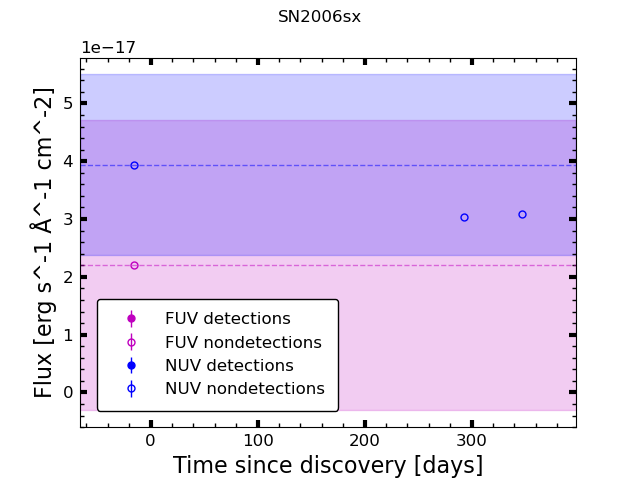 SN2006sx
1e−17
5
4
3
2
1
0
Flux [erg s^-1 Å^-1 cm^-2]
FUV detections
FUV nondetections
NUV detections
NUV nondetections
0 100 200 300
Time since discovery [days]